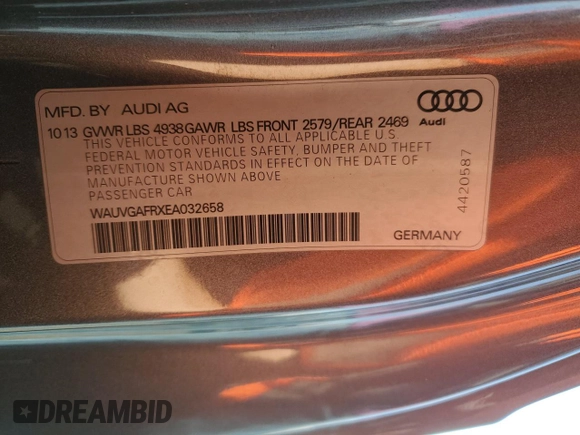 MFD. BY AUDI AG
10 13 GVWR LBS 4938 GAWR LBS FRONT 2579/REAR 2469
THIS VEHICLE CONFORMS TO ALL APPLICABLE U.S.
FEDERAL MOTOR VEHICLE SAFETY, BUMPER AND THEFT
PREVENTION STANDARDS IN EFFECT ON THE DATE OF
MANUFACTURE SHOWN ABOVE.
PASSENGER CAR
WAUVGAFRXEA032658
Audi
4420587
GERMANY
DREAMBID